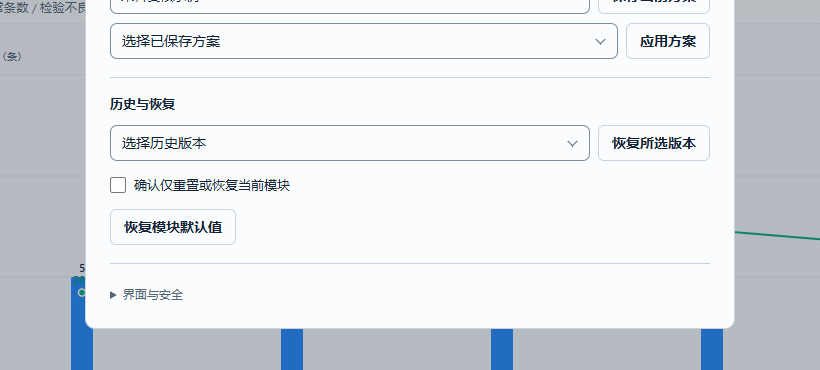 常条数 / 检验不良
（条）
选择已保存方案
应用方案
历史与恢复
选择历史版本
恢复所选版本
确认仅重置或恢复当前模块
恢复模块默认值
界面与安全